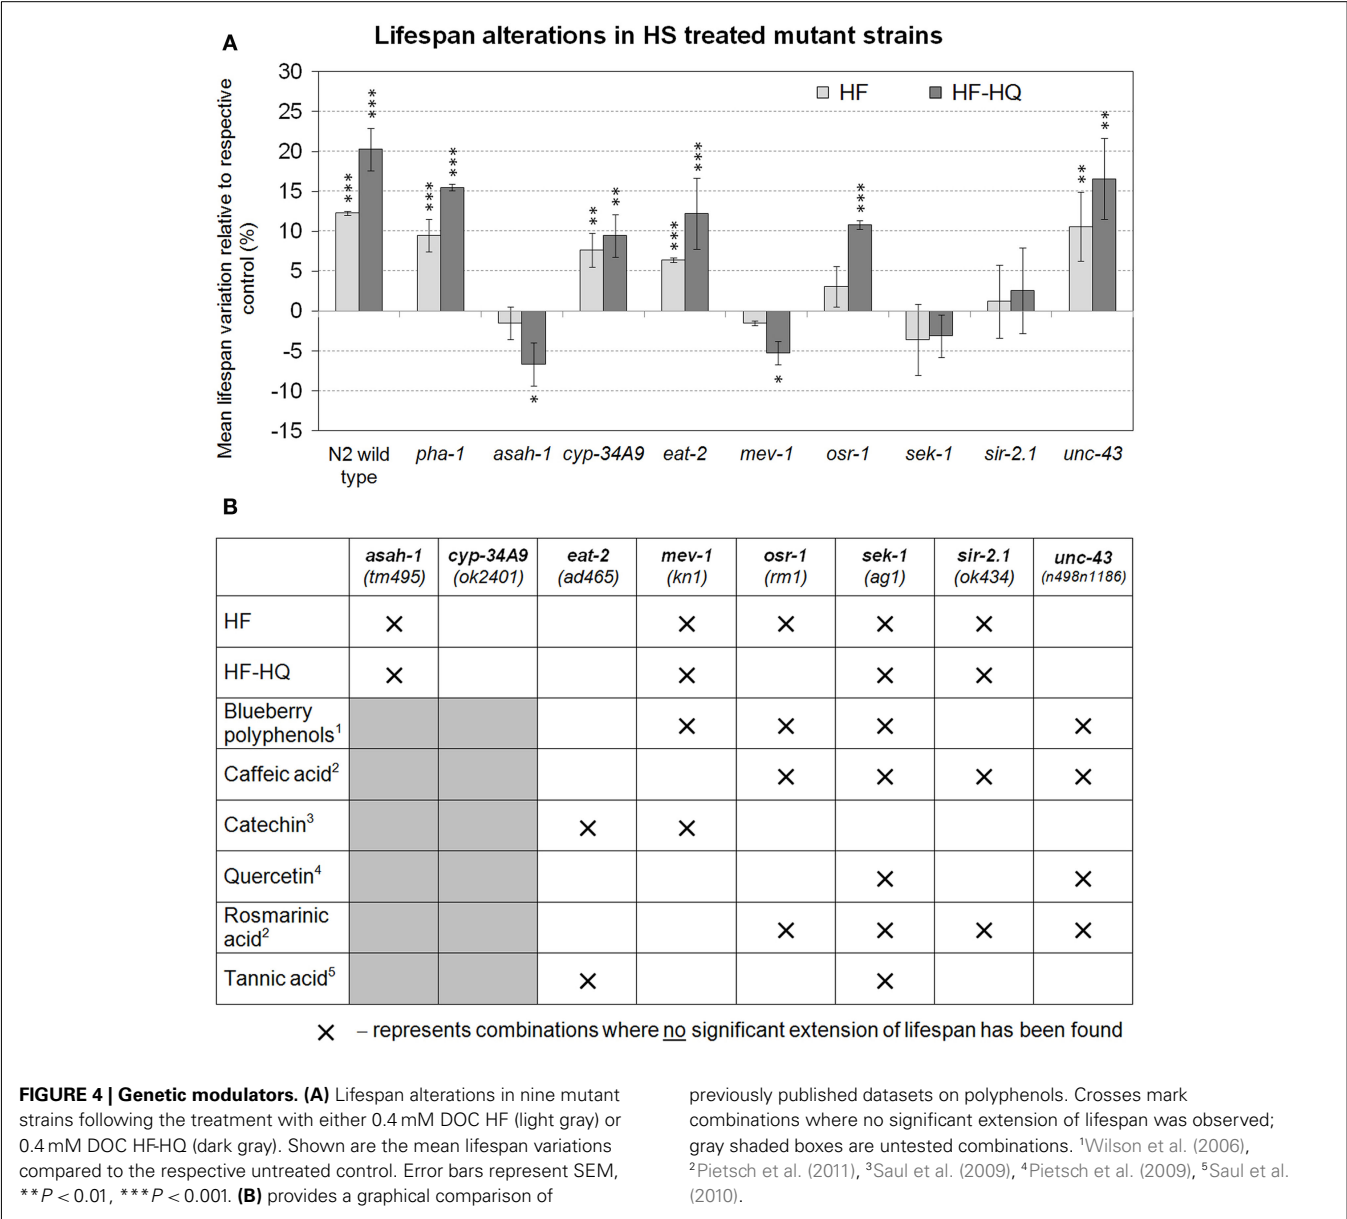 A
Lifespan alterations in HS treated mutant strains
Mean lifespan variation relative to respective
control (%)
30
25
20
15
10
5
0
-5
-10
-15
HF
HF-HQ
***
***
***
***
*
**
**
***
***
*
***
**
**
N2 wild
type
pha-1
asah-1
cyp-34A9
eat-2
mev-1
osr-1
sek-1
sir-2.1
unc-43
B
asah-1 cyp-34A9 eat-2 mev-1 osr-1 sek-1 sir-2.1 unc-43
(tm495) (ok2401) (ad465) (kn1) (rm1) (ag1) (ok434) (n498n1186)
HF × × × × ×
HF-HQ × × × ×
Blueberry
polyphenols¹ × × × ×
Caffeic acid² × × × ×
Catechin³ × ×
Quercetin⁴ × ×
Rosmarinic
acid² × × × ×
Tannic acid⁵ × ×
× – represents combinations where no significant extension of lifespan has been found
FIGURE 4 | Genetic modulators. (A) Lifespan alterations in nine mutant
strains following the treatment with either 0.4 mM DOC HF (light gray) or
0.4 mM DOC HF-HQ (dark gray). Shown are the mean lifespan variations
compared to the respective untreated control. Error bars represent SEM,
**P < 0.01, ***P < 0.001. (B) provides a graphical comparison of
previously published datasets on polyphenols. Crosses mark
combinations where no significant extension of lifespan was observed;
gray shaded boxes are untested combinations. ¹Wilson et al. (2006),
²Pietsch et al. (2011), ³Saul et al. (2009), ⁴Pietsch et al. (2009), ⁵Saul et al.
(2010).